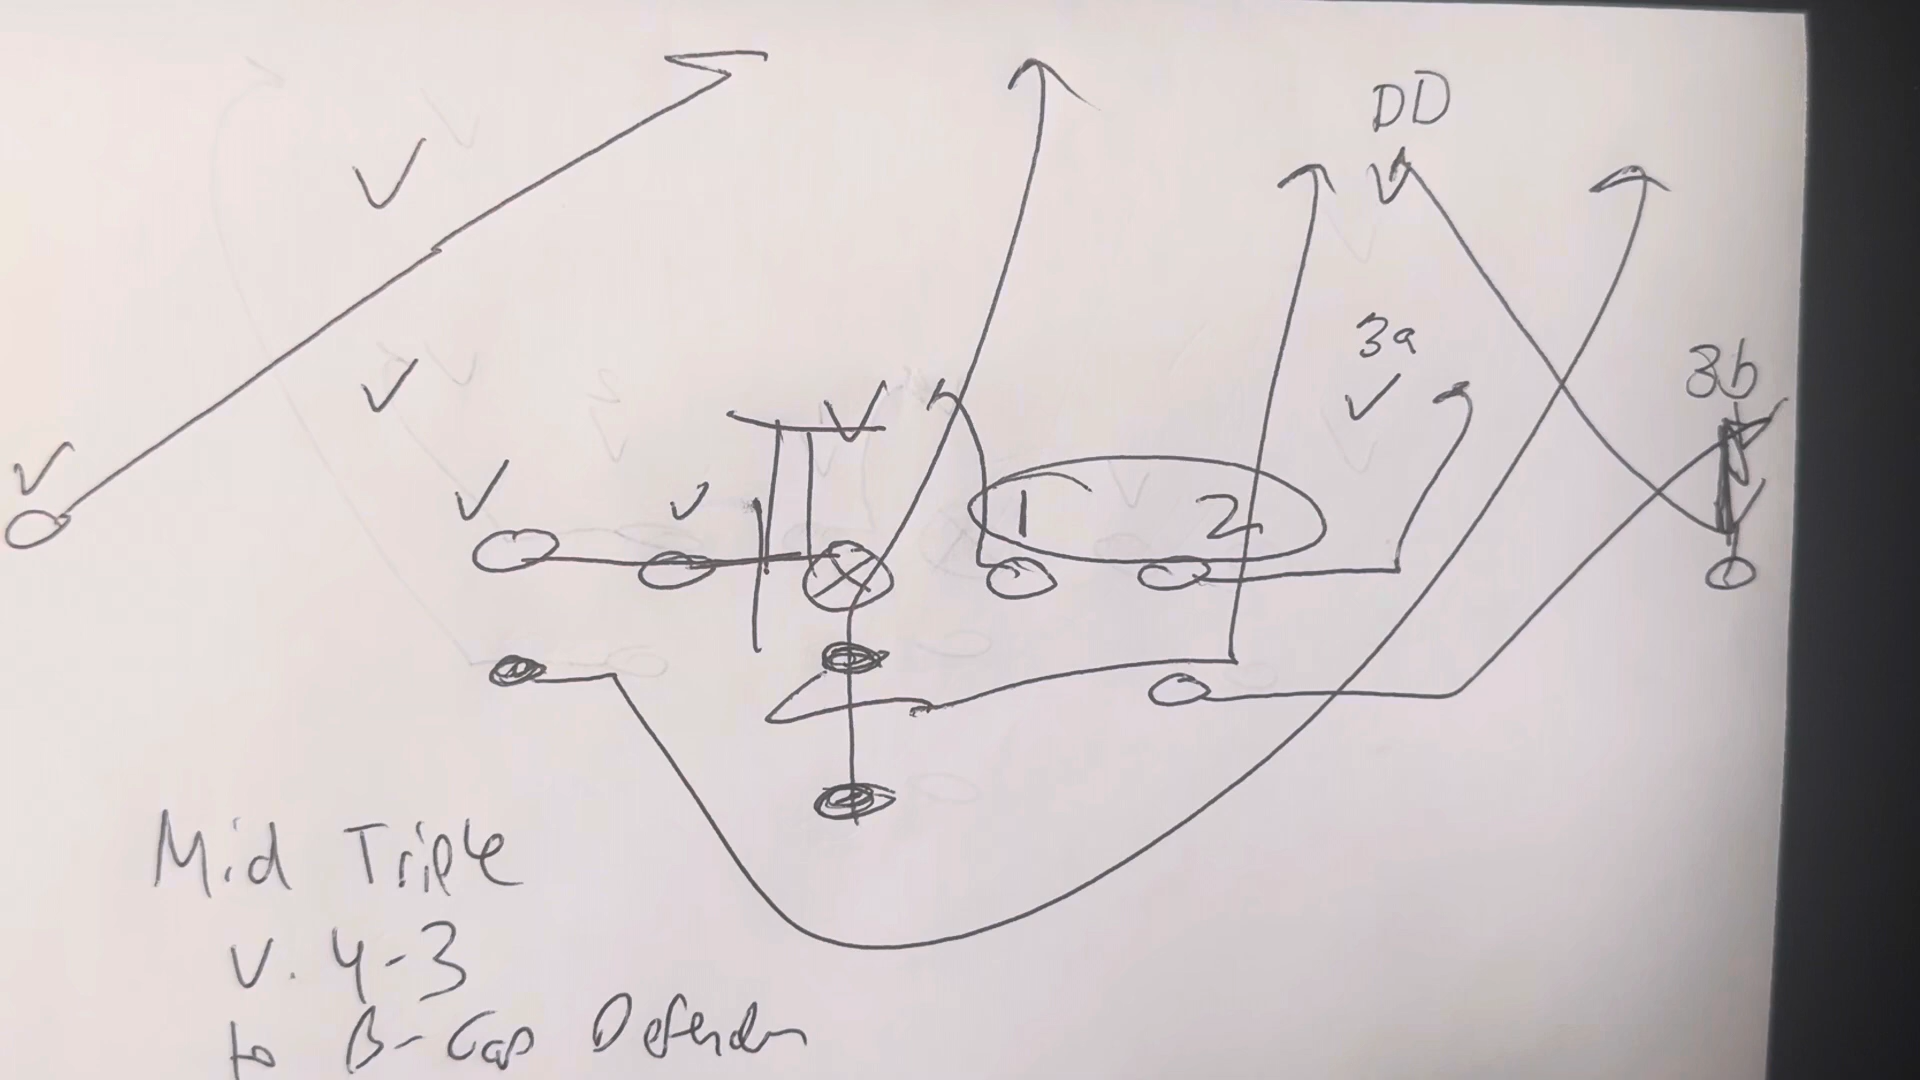 DD
3a
3b
1 2
Mid Triple
v. 4-3
to B-Gap Defender